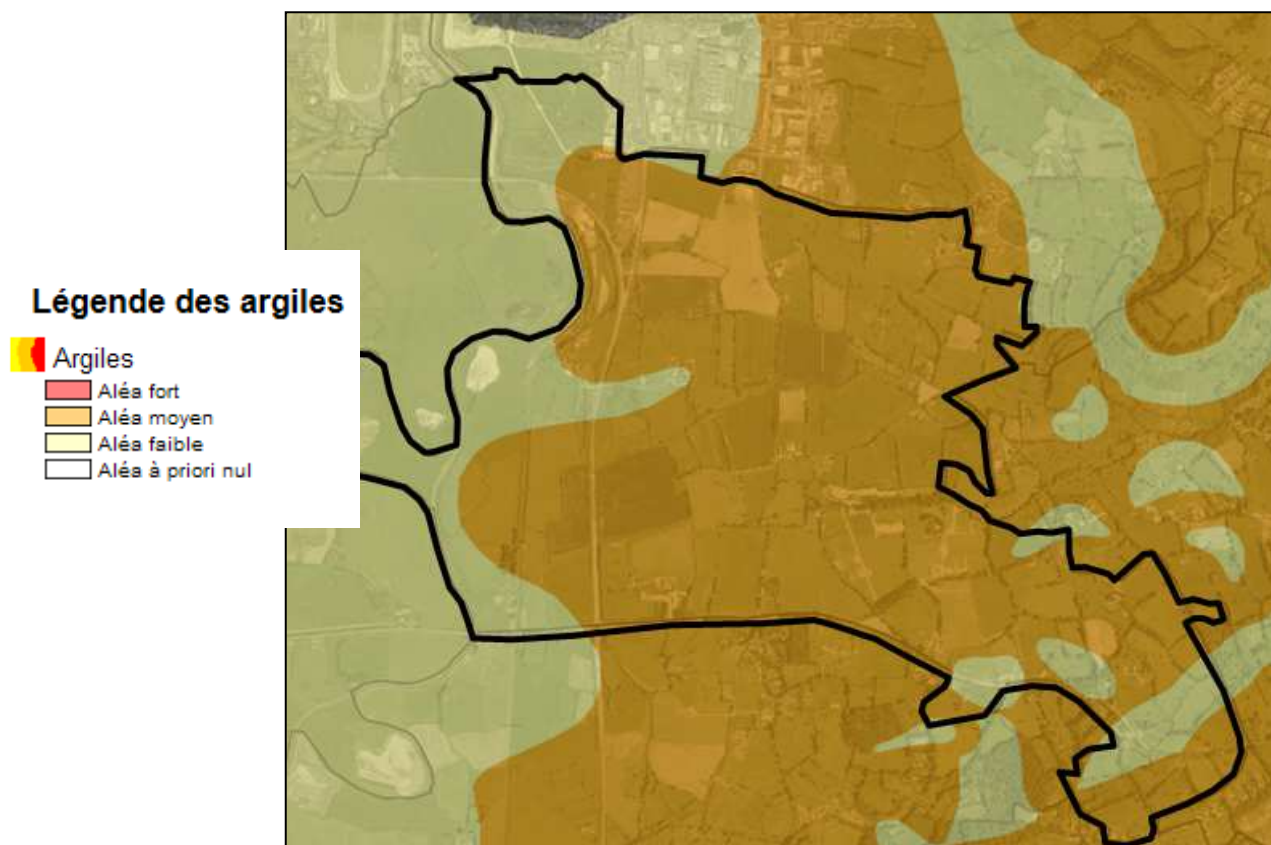 Légende des argiles
Argiles
Aléa fort
Aléa moyen
Aléa faible
Aléa à priori nul